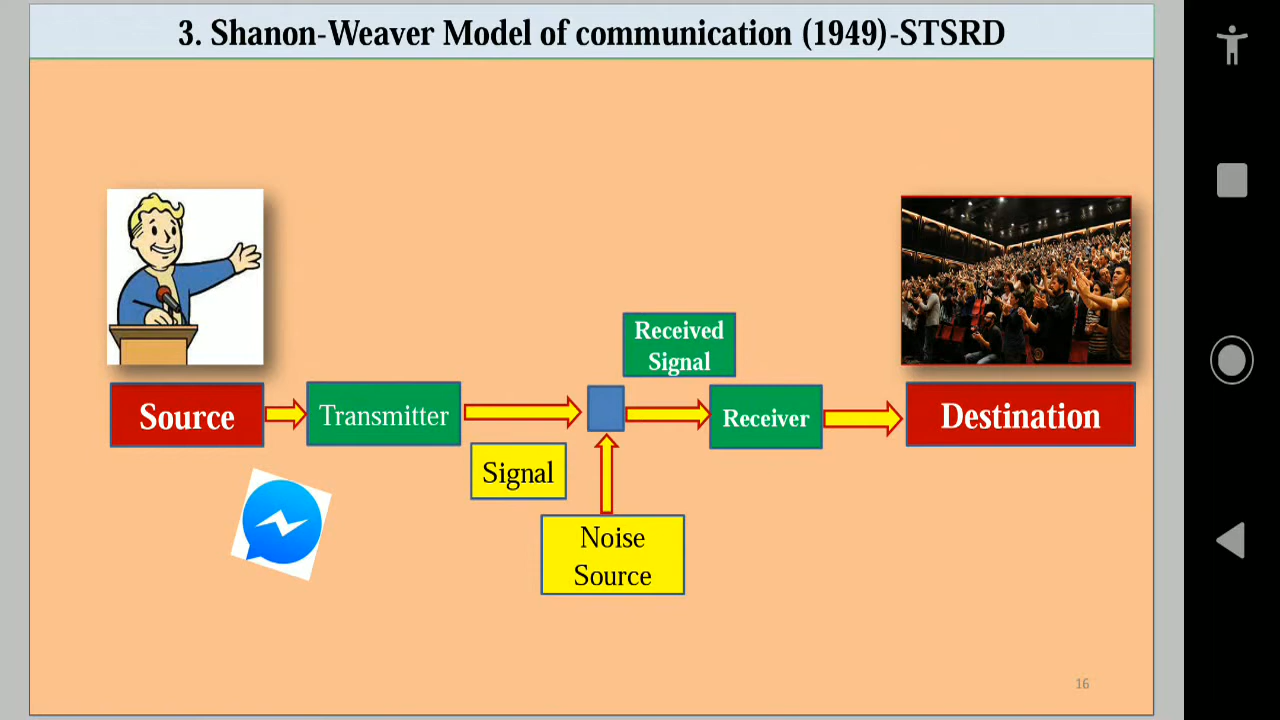 3. Shanon-Weaver Model of communication (1949)-STSRD
Received
Signal
Source
Transmitter
Receiver
Destination
Signal
Noise
Source
16